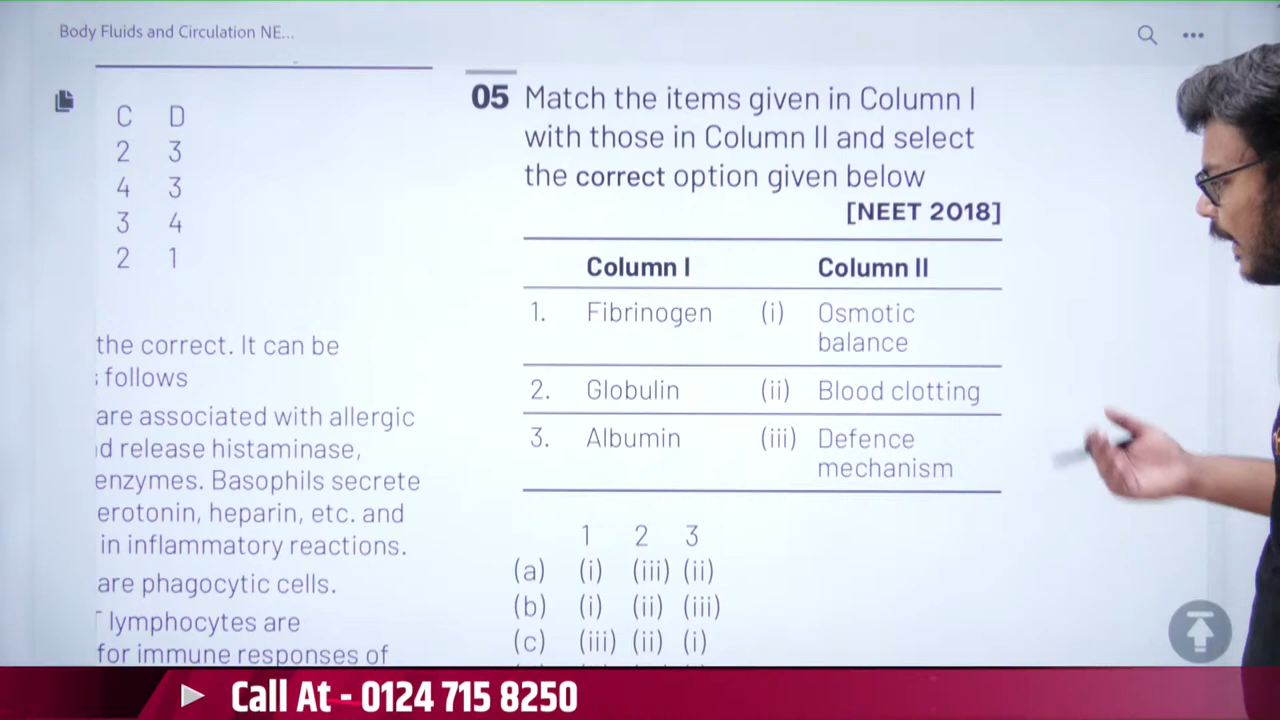 Body Fluids and Circulation NE...
C D
2 3
4 3
3 4
2 1
the correct. It can be
follows
are associated with allergic
d release histaminase,
enzymes. Basophils secrete
erotonin, heparin, etc. and
in inflammatory reactions.
are phagocytic cells.
lymphocytes are
for immune responses of
05 Match the items given in Column I
with those in Column II and select
the correct option given below
[NEET 2018]
Column I Column II
1. Fibrinogen (i) Osmotic
balance
2. Globulin (ii) Blood clotting
3. Albumin (iii) Defence
mechanism
1 2 3
(a) (i) (iii) (ii)
(b) (i) (ii) (iii)
(c) (iii) (ii) (i)
Call At - 0124 715 8250